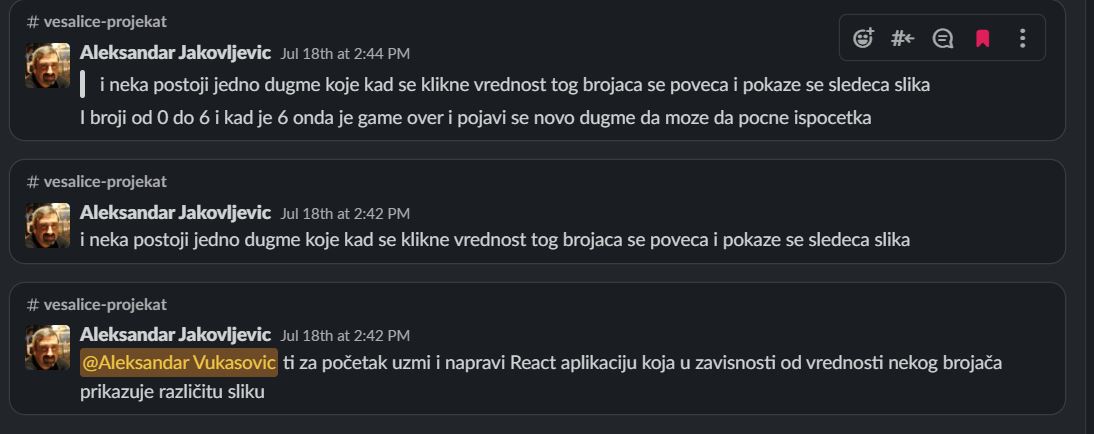 # vesalice-projekat
Aleksandar Jakovljevic Jul 18th at 2:44 PM
i neka postoji jedno dugme koje kad se klikne vrednost tog brojaca se poveca i pokaze se sledeca slika
I broji od 0 do 6 i kad je 6 onda je game over i pojavi se novo dugme da moze da pocne ispocetka
# vesalice-projekat
Aleksandar Jakovljevic Jul 18th at 2:42 PM
i neka postoji jedno dugme koje kad se klikne vrednost tog brojaca se poveca i pokaze se sledeca slika
# vesalice-projekat
Aleksandar Jakovljevic Jul 18th at 2:42 PM
@Aleksandar Vukasovic ti za početak uzmi i napravi React aplikaciju koja u zavisnosti od vrednosti nekog brojača
prikazuje različitu sliku